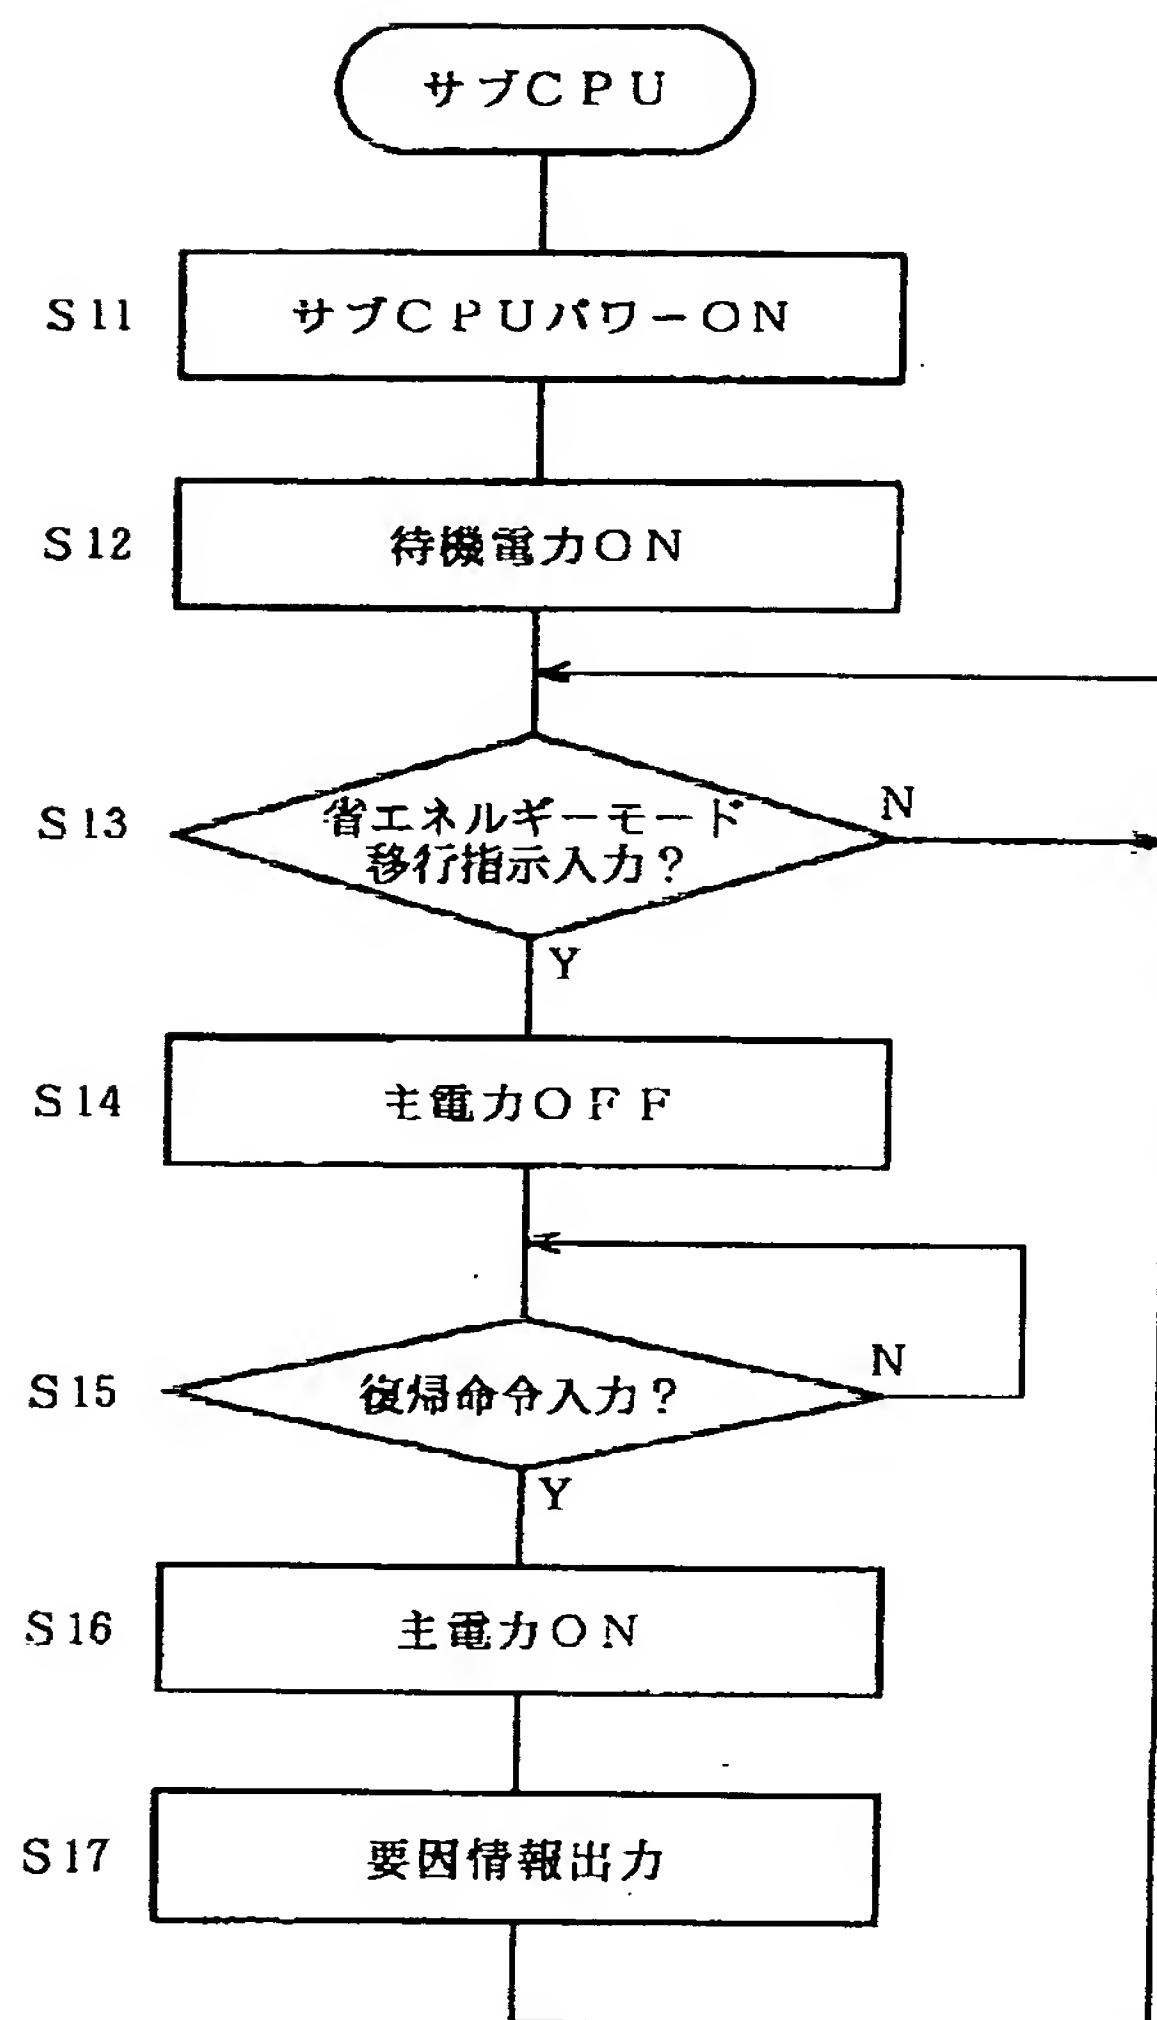 サブCPU
S11
サブCPUパワーON
S12
待機電力ON
S13
省エネルギーモード
移行指示入力?
N
Y
S14
主電力OFF
S15
復帰命令入力?
N
Y
S16
主電力ON
S17
要因情報出力